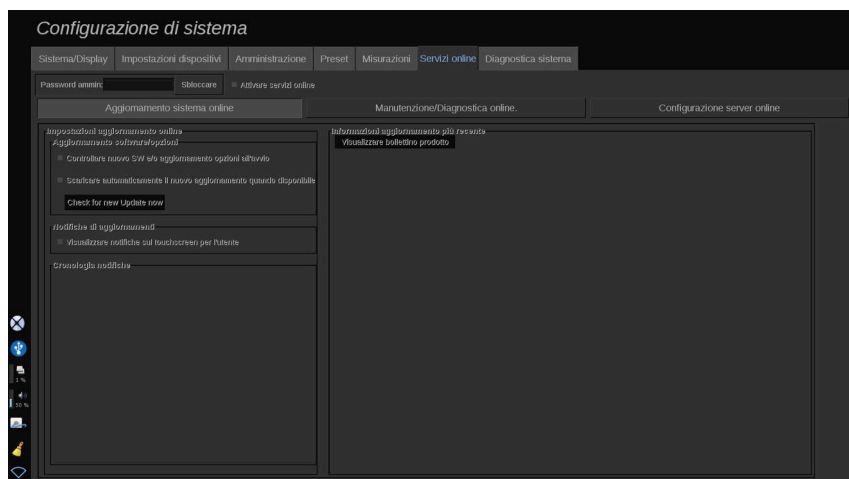 Configurazione di sistema
Sistema/Display Impostazioni dispositivi Amministrazione Preset Misurazioni Servizi online Diagnostica sistema
Password ammin: Sbloccare Attivare servizi online
Aggiornamento sistema online Manutenzione/Diagnostica online. Configurazione server online
Impostazioni aggiornamento online
Aggiornamento software/opzioni
Controllare nuovo SW e/o aggiornamento opzioni all'avvio
Scaricare automaticamente il nuovo aggiornamento quando disponibile
Check for new Update now
Notifiche di aggiornamenti
Visualizzare notifiche sul touchscreen per l'utente
Cronologia notifiche
Informazioni aggiornamento più recente
Visualizzare bollettino prodotto
1 %
50 %